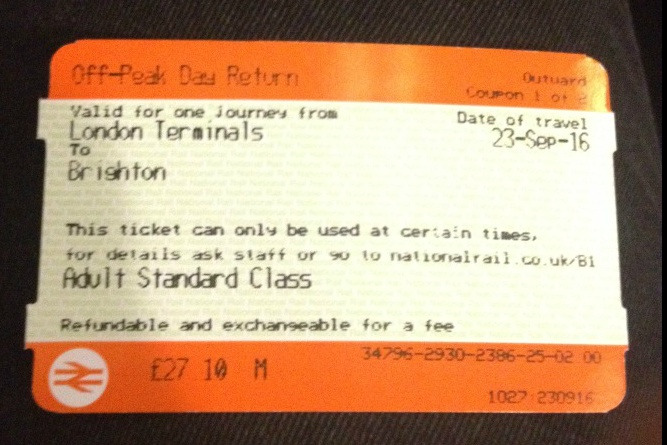 Off-Peak Day Return
Outward
Coupon 1 of 2
Valid for one journey from
Date of travel
London Terminals
23-Sep-16
To
Brighton
This ticket can only be used at certain times,
for details ask staff or go to nationalrail.co.uk/B1
Adult Standard Class
Refundable and exchangeable for a fee
34796-2930-2386-25-02 00
£27 10 M
1027 230916